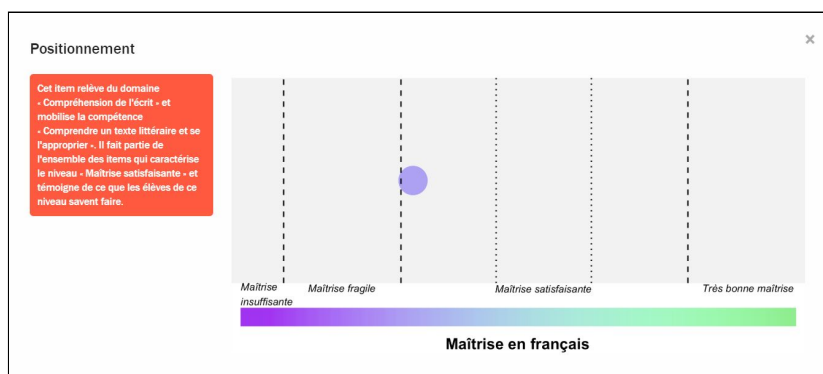 Positionnement
×
Cet item relève du domaine
« Compréhension de l'écrit » et
mobilise la compétence
« Comprendre un texte littéraire et se
l'approprier ». Il fait partie de
l'ensemble des items qui caractérise
le niveau « Maîtrise satisfaisante » et
témoigne de ce que les élèves de ce
niveau savent faire.
Maîtrise
insuffisante
Maîtrise fragile
Maîtrise satisfaisante
Très bonne maîtrise
Maîtrise en français